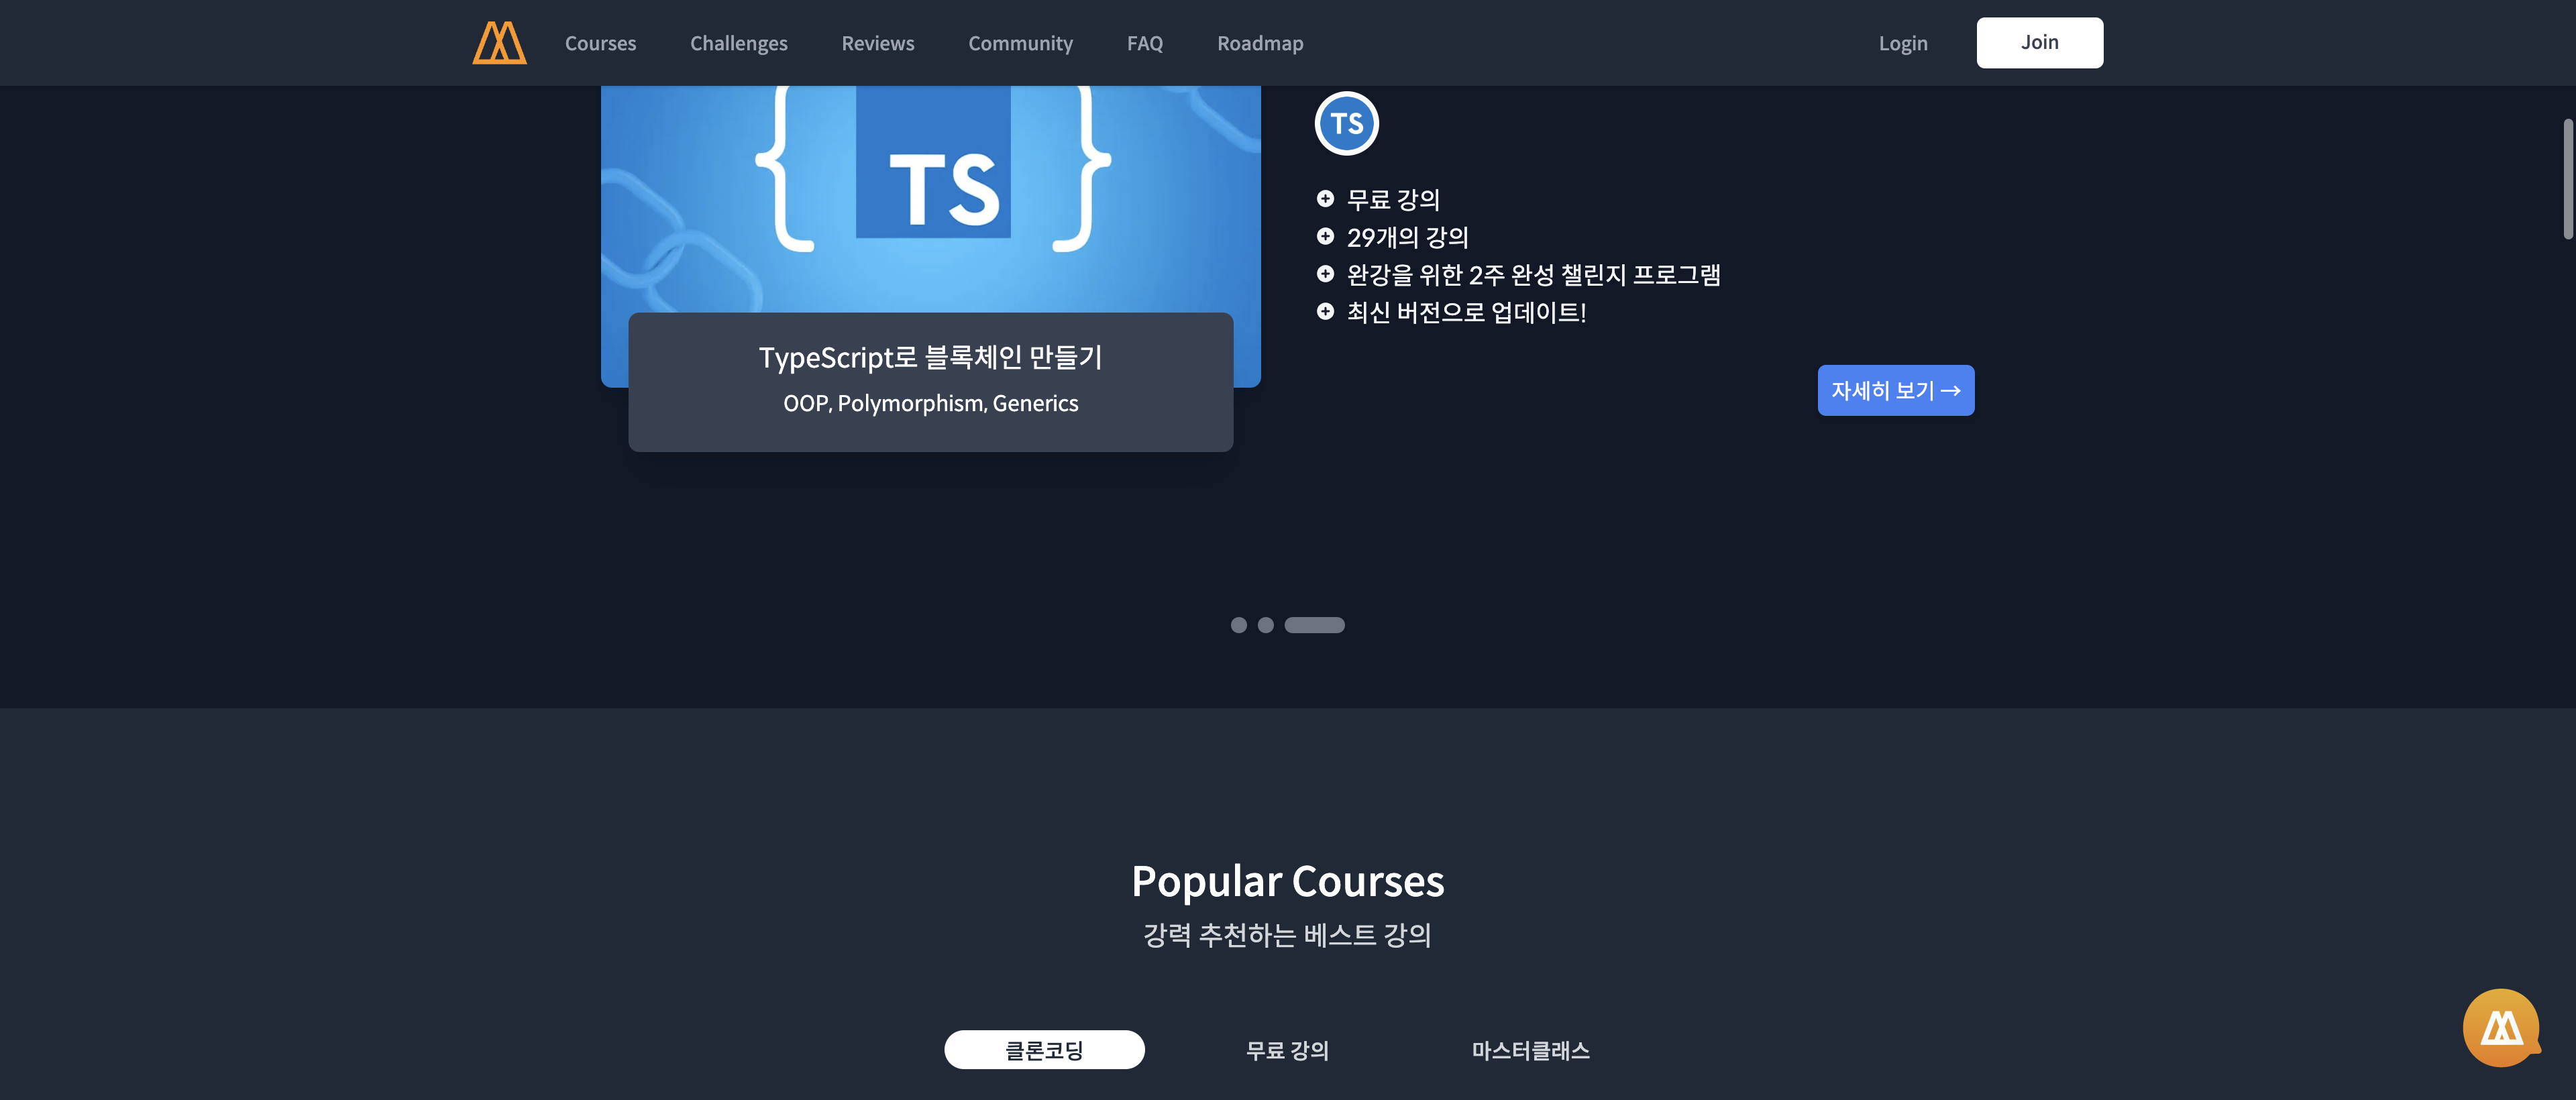 Courses
Challenges
Reviews
Community
FAQ
Roadmap
Login
Join
{ TS }
TypeScript로 블록체인 만들기
OOP, Polymorphism, Generics
TS
무료 강의
29개의 강의
완강을 위한 2주 완성 챌린지 프로그램
최신 버전으로 업데이트!
자세히 보기 →
Popular Courses
강력 추천하는 베스트 강의
클론코딩
무료 강의
마스터클래스